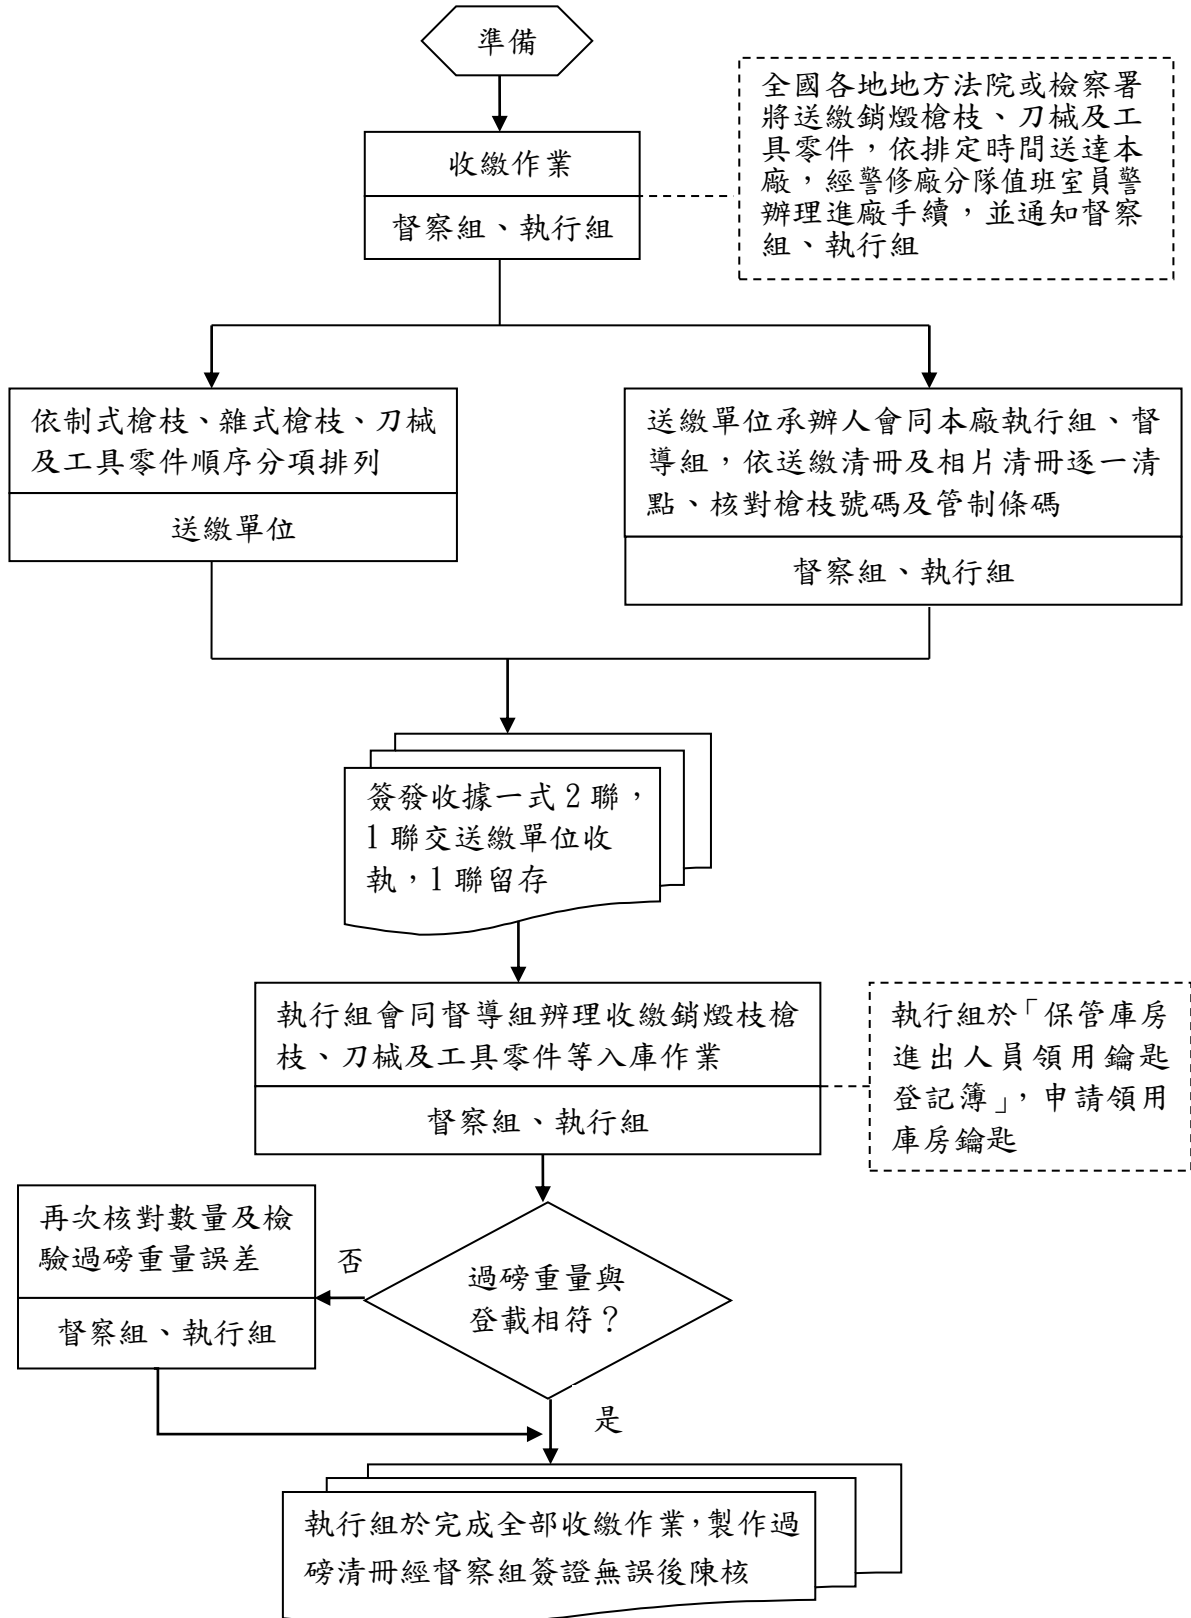 準備
全國各地地方法院或檢察署
將送繳銷燬槍枝、刀械及工
具零件，依排定時間送達本
廠，經警修廠分隊值班室員警
辦理進廠手續，並通知督察
組、執行組
收繳作業
督察組、執行組
依制式槍枝、雜式槍枝、刀械
及工具零件順序分項排列
送繳單位
送繳單位承辦人會同本廠執行組、督
導組，依送繳清冊及相片清冊逐一清
點、核對槍枝號碼及管制條碼
督察組、執行組
簽發收據一式 2 聯，
1 聯交送繳單位收
執，1 聯留存
執行組會同督導組辦理收繳銷燬枝槍
枝、刀械及工具零件等入庫作業
督察組、執行組
執行組於「保管庫房
進出人員領用鑰匙
登記簿」，申請領用
庫房鑰匙
再次核對數量及檢
驗過磅重量誤差
督察組、執行組
否
過磅重量與
登載相符？
是
執行組於完成全部收繳作業，製作過
磅清冊經督察組簽證無誤後陳核